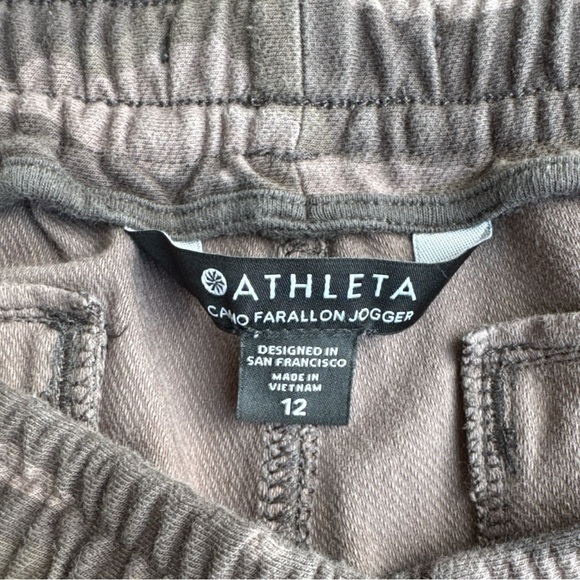 ATHLETA
CAMO FARALLON JOGGER
DESIGNED IN
SAN FRANCISCO
MADE IN
VIETNAM
12